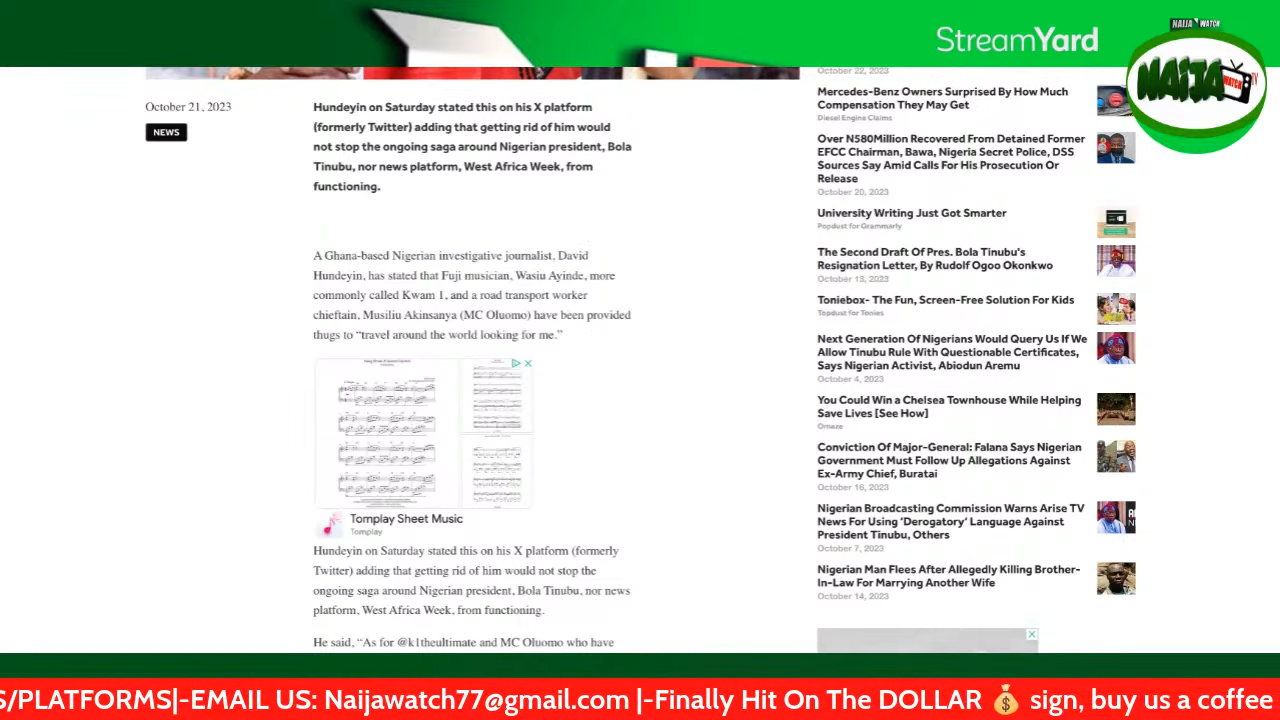 StreamYard
NAIJA WATCH
NAIJA
WATCH
TV
October 21, 2023
NEWS
Hundeyin on Saturday stated this on his X platform
(formerly Twitter) adding that getting rid of him would
not stop the ongoing saga around Nigerian president, Bola
Tinubu, nor news platform, West Africa Week, from
functioning.
A Ghana-based Nigerian investigative journalist, David
Hundeyin, has stated that Fuji musician, Wasiu Ayinde, more
commonly called Kwam 1, and a road transport worker
chieftain, Musiliu Akinsanya (MC Oluomo) have been provided
thugs to “travel around the world looking for me.”
Tomplay Sheet Music
Tomplay
Hundeyin on Saturday stated this on his X platform (formerly
Twitter) adding that getting rid of him would not stop the
ongoing saga around Nigerian president, Bola Tinubu, nor news
platform, West Africa Week, from functioning.
He said, “As for @k1theultimate and MC Oluomo who have
October 22, 2023
Mercedes-Benz Owners Surprised By How Much
Compensation They May Get
Diesel Engine Claims
Over N580Million Recovered From Detained Former
EFCC Chairman, Bawa, Nigeria Secret Police, DSS
Sources Say Amid Calls For His Prosecution Or
Release
October 20, 2023
University Writing Just Got Smarter
Popdust for Grammarly
The Second Draft Of Pres. Bola Tinubu's
Resignation Letter, By Rudolf Ogoo Okonkwo
October 13, 2023
Toniebox- The Fun, Screen-Free Solution For Kids
Topdust for Tonies
Next Generation Of Nigerians Would Query Us If We
Allow Tinubu Rule With Questionable Certificates,
Says Nigerian Activist, Abiodun Aremu
October 4, 2023
You Could Win a Chelsea Townhouse While Helping
Save Lives [See How]
Omaze
Conviction Of Major-General: Falana Says Nigerian
Government Must Follow Up Allegations Against
Ex-Army Chief, Buratai
October 16, 2023
Nigerian Broadcasting Commission Warns Arise TV
News For Using ‘Derogatory’ Language Against
President Tinubu, Others
October 7, 2023
Nigerian Man Flees After Allegedly Killing Brother-
In-Law For Marrying Another Wife
October 14, 2023
S/PLATFORMS|-EMAIL US: Naijawatch77@gmail.com |-Finally Hit On The DOLLAR 💰 sign, buy us a coffee